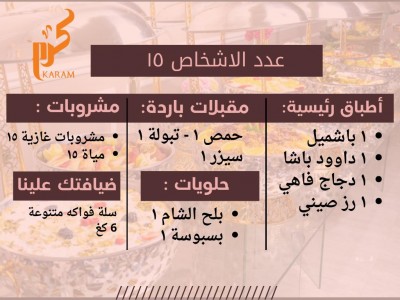 كرم
KARAM
عدد الاشخاص ١٥
أطباق رئيسية:
١ باشميل
١ داوود باشا
١ دجاج فاهي
١ رز صيني
مقبلات باردة:
حمص ١ - تبولة ١
سيزر ١
حلويات :
بلح الشام ١
بسبوسة ١
مشروبات :
مشروبات غازية ١٥
مياة ١٥
ضيافتك علينا
سلة فواكه متنوعة
6 كغ